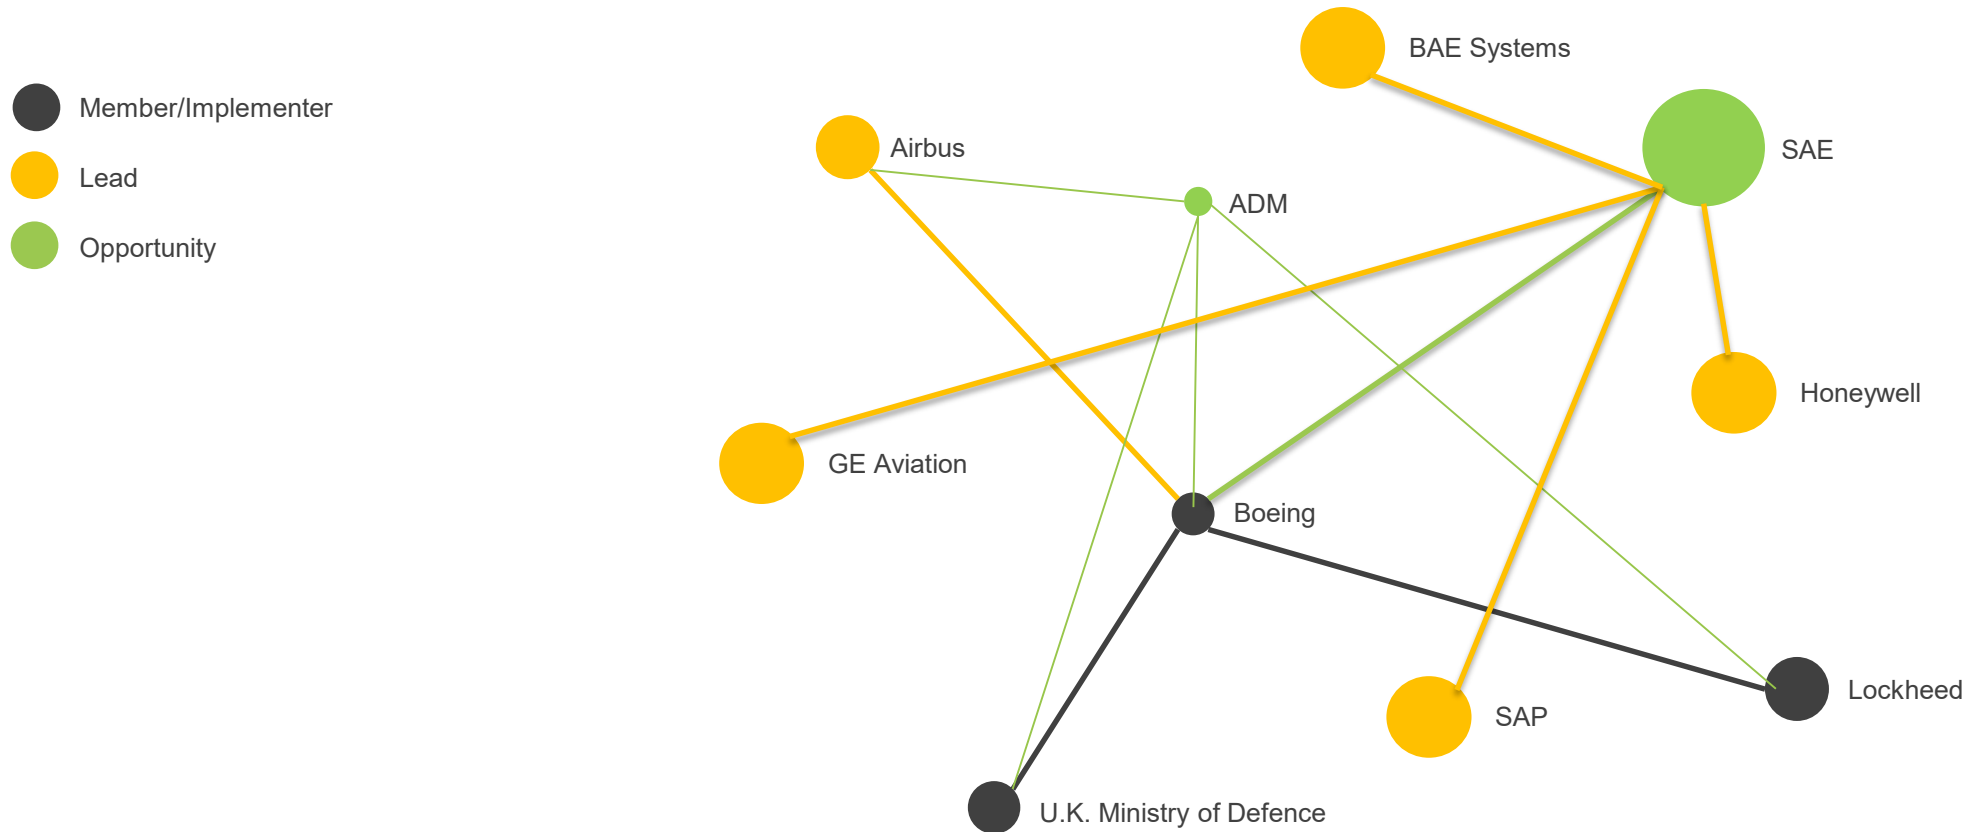 Member/Implementer
Lead
Opportunity
BAE Systems
Airbus
SAE
ADM
Honeywell
GE Aviation
Boeing
Lockheed
SAP
U.K. Ministry of Defence